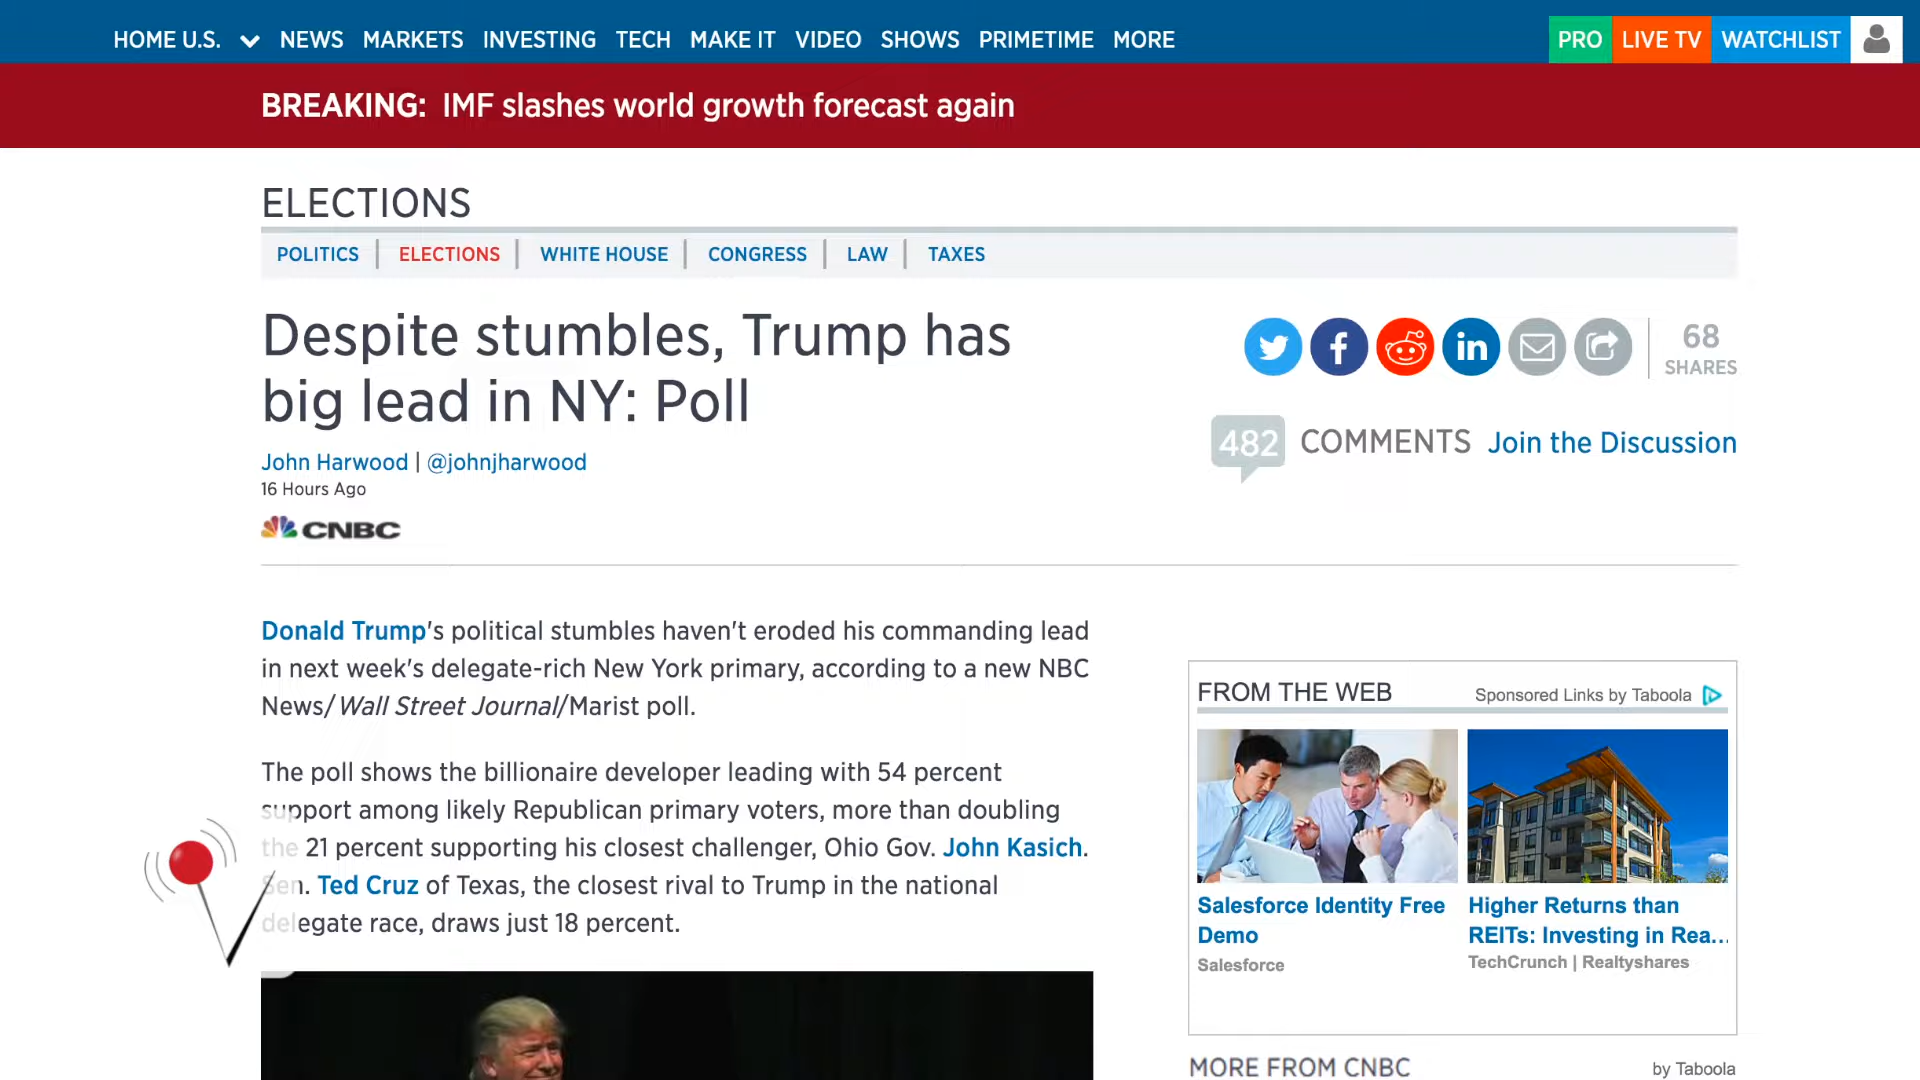 HOME U.S. NEWS MARKETS INVESTING TECH MAKE IT VIDEO SHOWS PRIMETIME MORE PRO LIVE TV WATCHLIST
BREAKING: IMF slashes world growth forecast again
ELECTIONS
POLITICS ELECTIONS WHITE HOUSE CONGRESS LAW TAXES
Despite stumbles, Trump has
big lead in NY: Poll
John Harwood | @johnjharwood
16 Hours Ago
CNBC
68
SHARES
482 COMMENTS Join the Discussion
Donald Trump's political stumbles haven't eroded his commanding lead
in next week's delegate-rich New York primary, according to a new NBC
News/Wall Street Journal/Marist poll.
The poll shows the billionaire developer leading with 54 percent
support among likely Republican primary voters, more than doubling
the 21 percent supporting his closest challenger, Ohio Gov. John Kasich.
Sen. Ted Cruz of Texas, the closest rival to Trump in the national
delegate race, draws just 18 percent.
FROM THE WEB Sponsored Links by Taboola
Salesforce Identity Free
Demo
Salesforce
Higher Returns than
REITs: Investing in Rea...
TechCrunch | Realtyshares
MORE FROM CNBC by Taboola